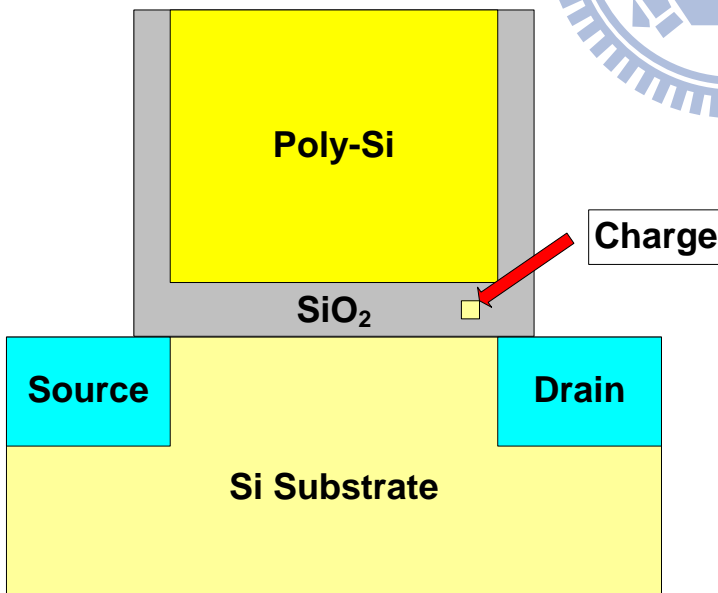 Poly-Si
Charge
SiO₂
Source
Drain
Si Substrate